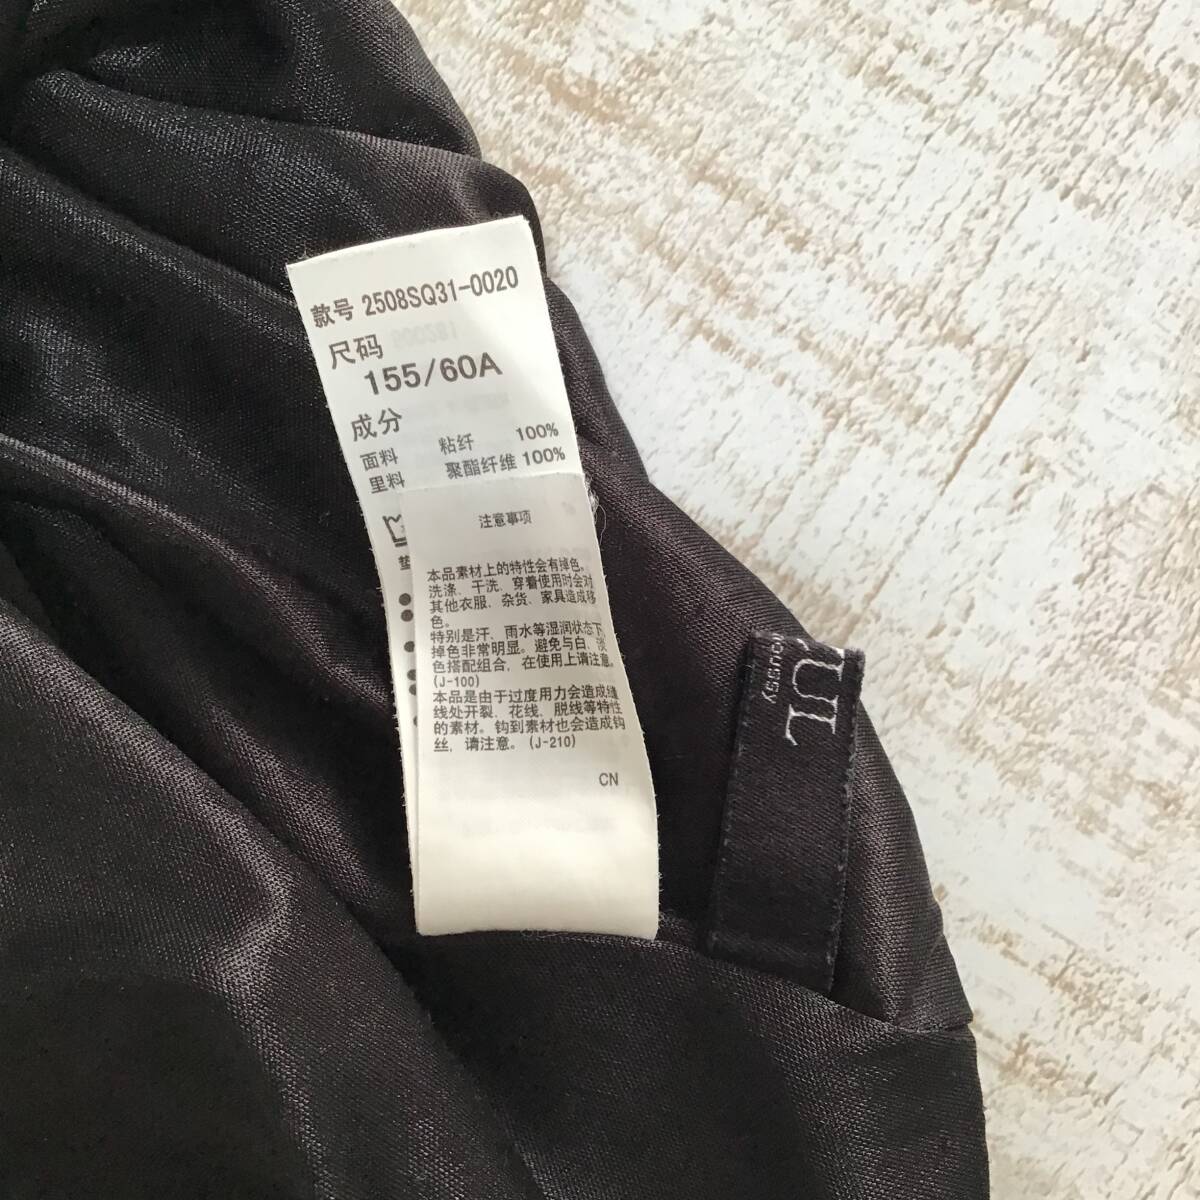 款号 2508SQ31-0020
尺码
155/60A
成分
面料 粘纤 100%
里料 聚酯纤维 100%
垫
注意事项
本品素材上的特性会有掉色。
洗涤、干洗、穿着使用时会对
其他衣服、杂货、家具造成移
色。
特别是汗、雨水等湿润状态下
掉色非常明显。避免与白、淡
色搭配组合，在使用上请注意。
(J-100)
本品是由于过度用力会造成缝
线处开裂，花线，脱线等特性
的素材。钩到素材也会造成钩
丝，请注意。(J-210)
CN